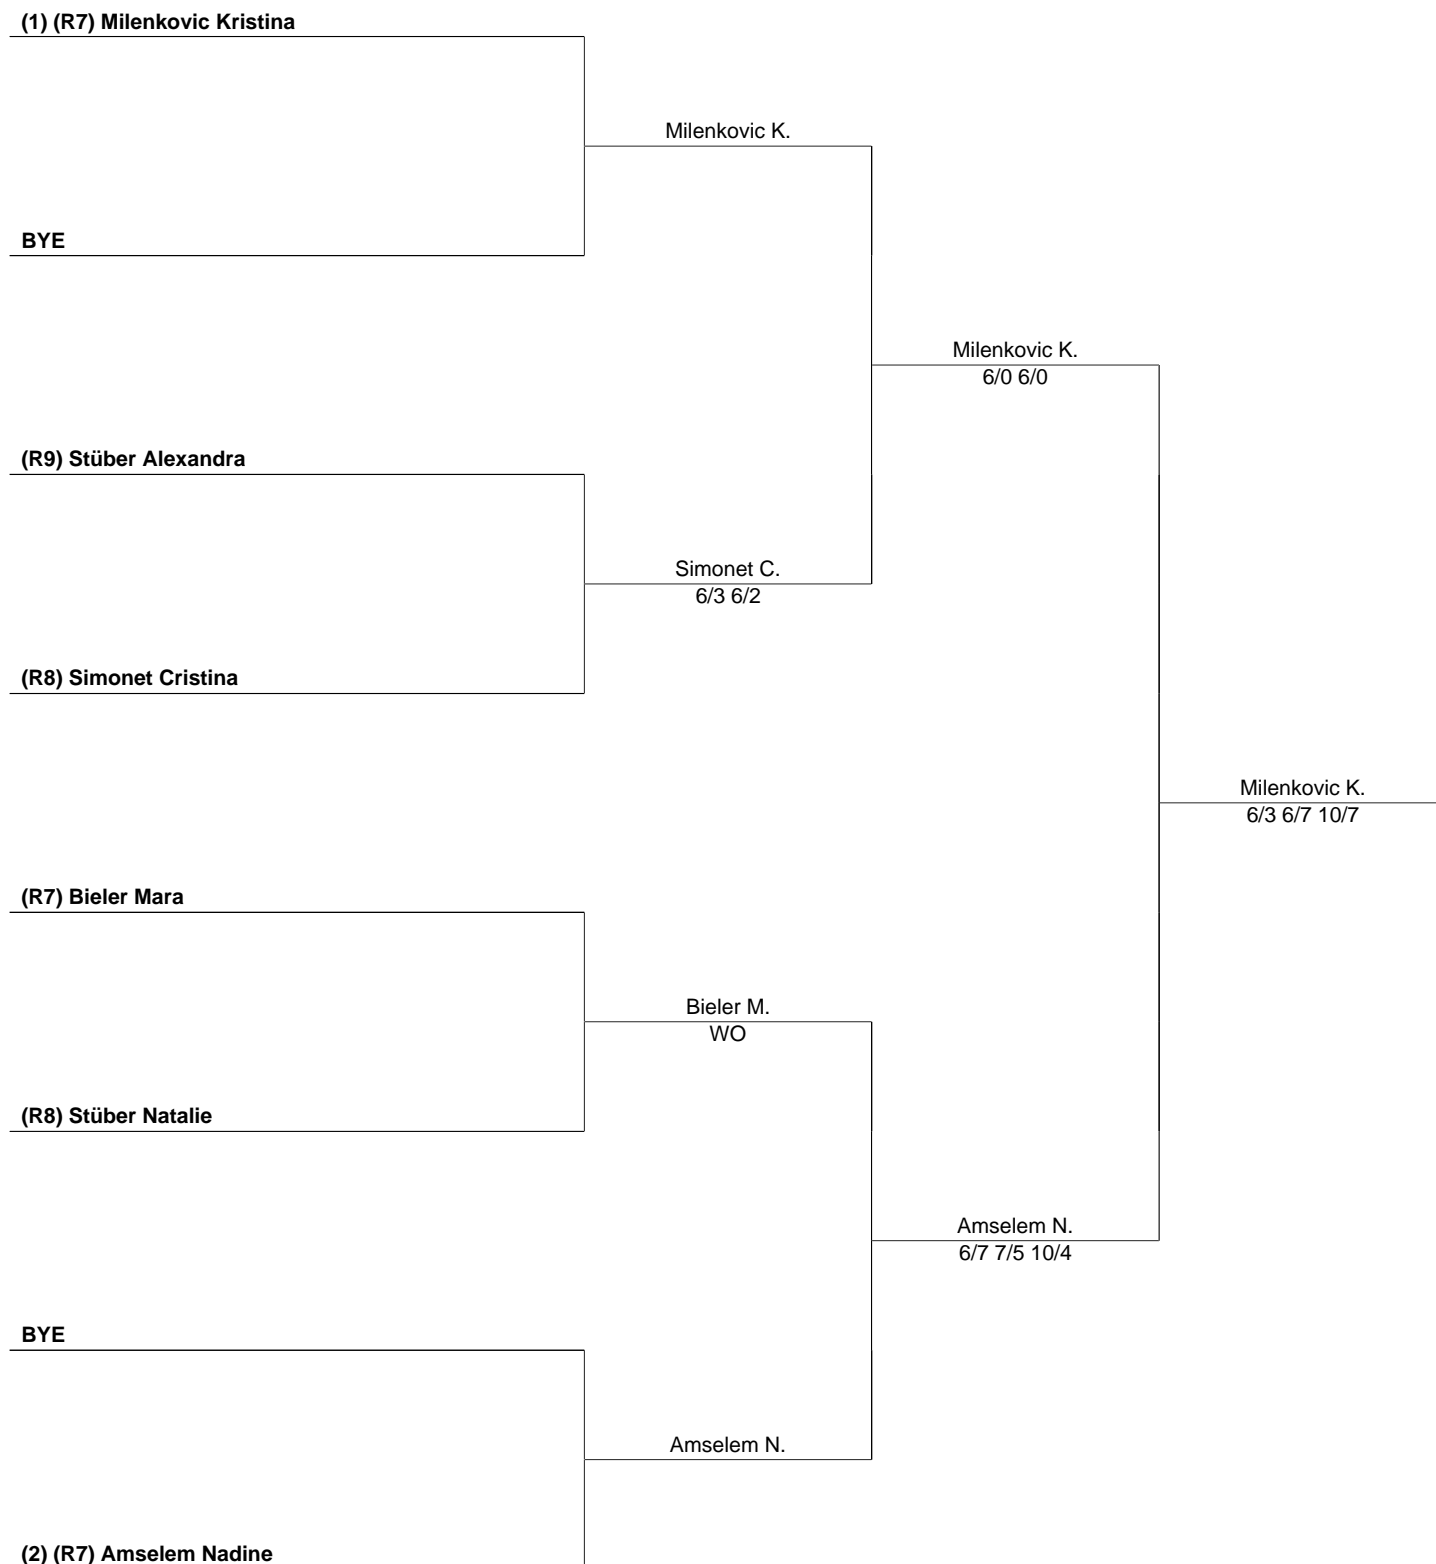 (1) (R7) Milenkovic Kristina
Milenkovic K.
BYE
Milenkovic K.
6/0 6/0
(R9) Stüber Alexandra
Simonet C.
6/3 6/2
(R8) Simonet Cristina
Milenkovic K.
6/3 6/7 10/7
(R7) Bieler Mara
Bieler M.
WO
(R8) Stüber Natalie
Amselem N.
6/7 7/5 10/4
BYE
Amselem N.
(2) (R7) Amselem Nadine